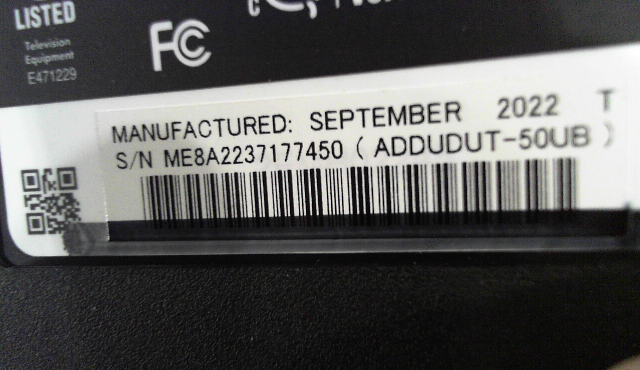 LISTED
Television
Equipment
E471229
FC
MANUFACTURED: SEPTEMBER 2022 T
S/N ME8A2237177450 ( ADDUDUT-50UB )